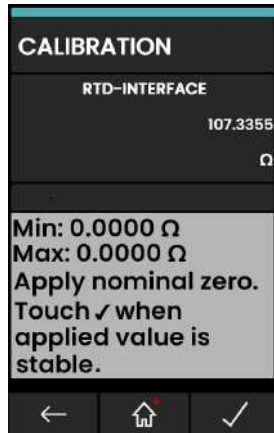 CALIBRATION
RTD-INTERFACE
107.3355
Ω
Min: 0.0000 Ω
Max: 0.0000 Ω
Apply nominal zero.
Touch ✓ when
applied value is
stable.